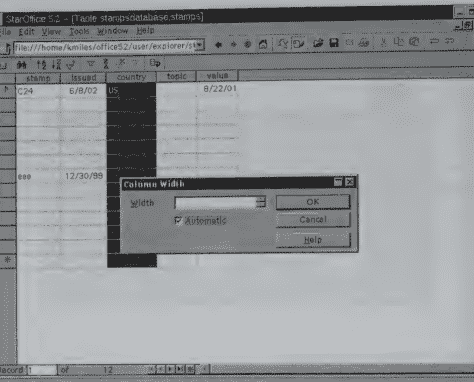 StarOffice 5.2 - [Table stampsdatabase.stamps]
File Edit View Tools Window Help
file:///home/kmiles/office52/user/explorer/s
stamp Issued country topic value
C24 6/8/02 US 8/22/01
eee 12/30/99
Column Width
Width OK
Automatic Cancel
Help
Record 1 of 12